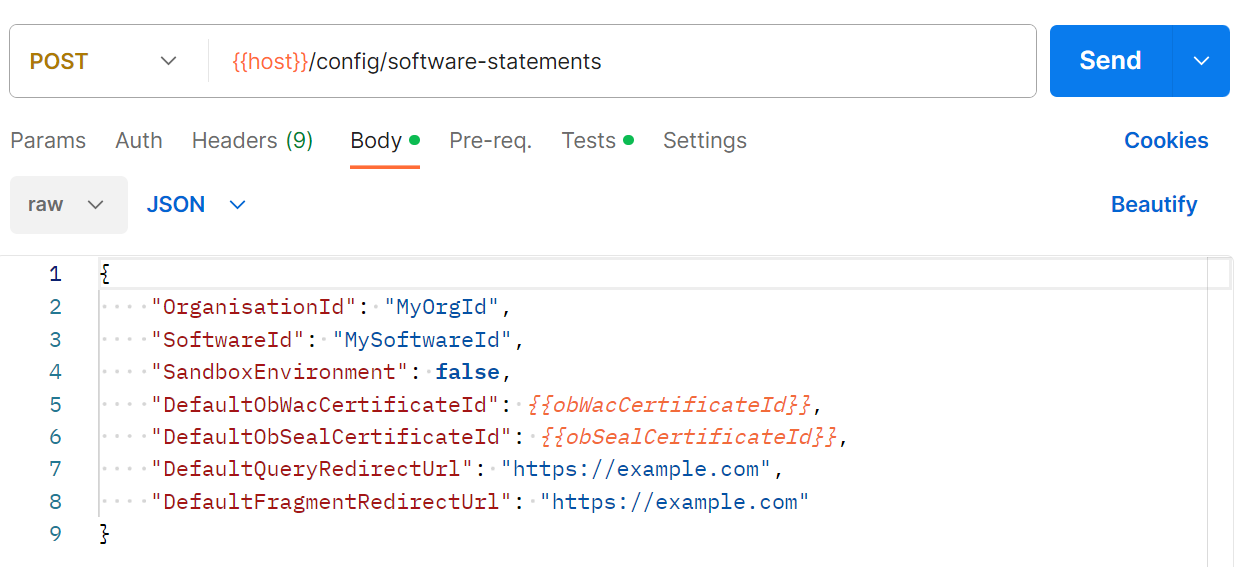 POST {{host}}/config/software-statements Send
Params Auth Headers (9) Body Pre-req. Tests Settings Cookies
raw JSON Beautify
1 {
2 "OrganisationId": "MyOrgId",
3 "SoftwareId": "MySoftwareId",
4 "SandboxEnvironment": false,
5 "DefaultObWacCertificateId": {{obWacCertificateId}},
6 "DefaultObSealCertificateId": {{obSealCertificateId}},
7 "DefaultQueryRedirectUrl": "https://example.com",
8 "DefaultFragmentRedirectUrl": "https://example.com"
9 }